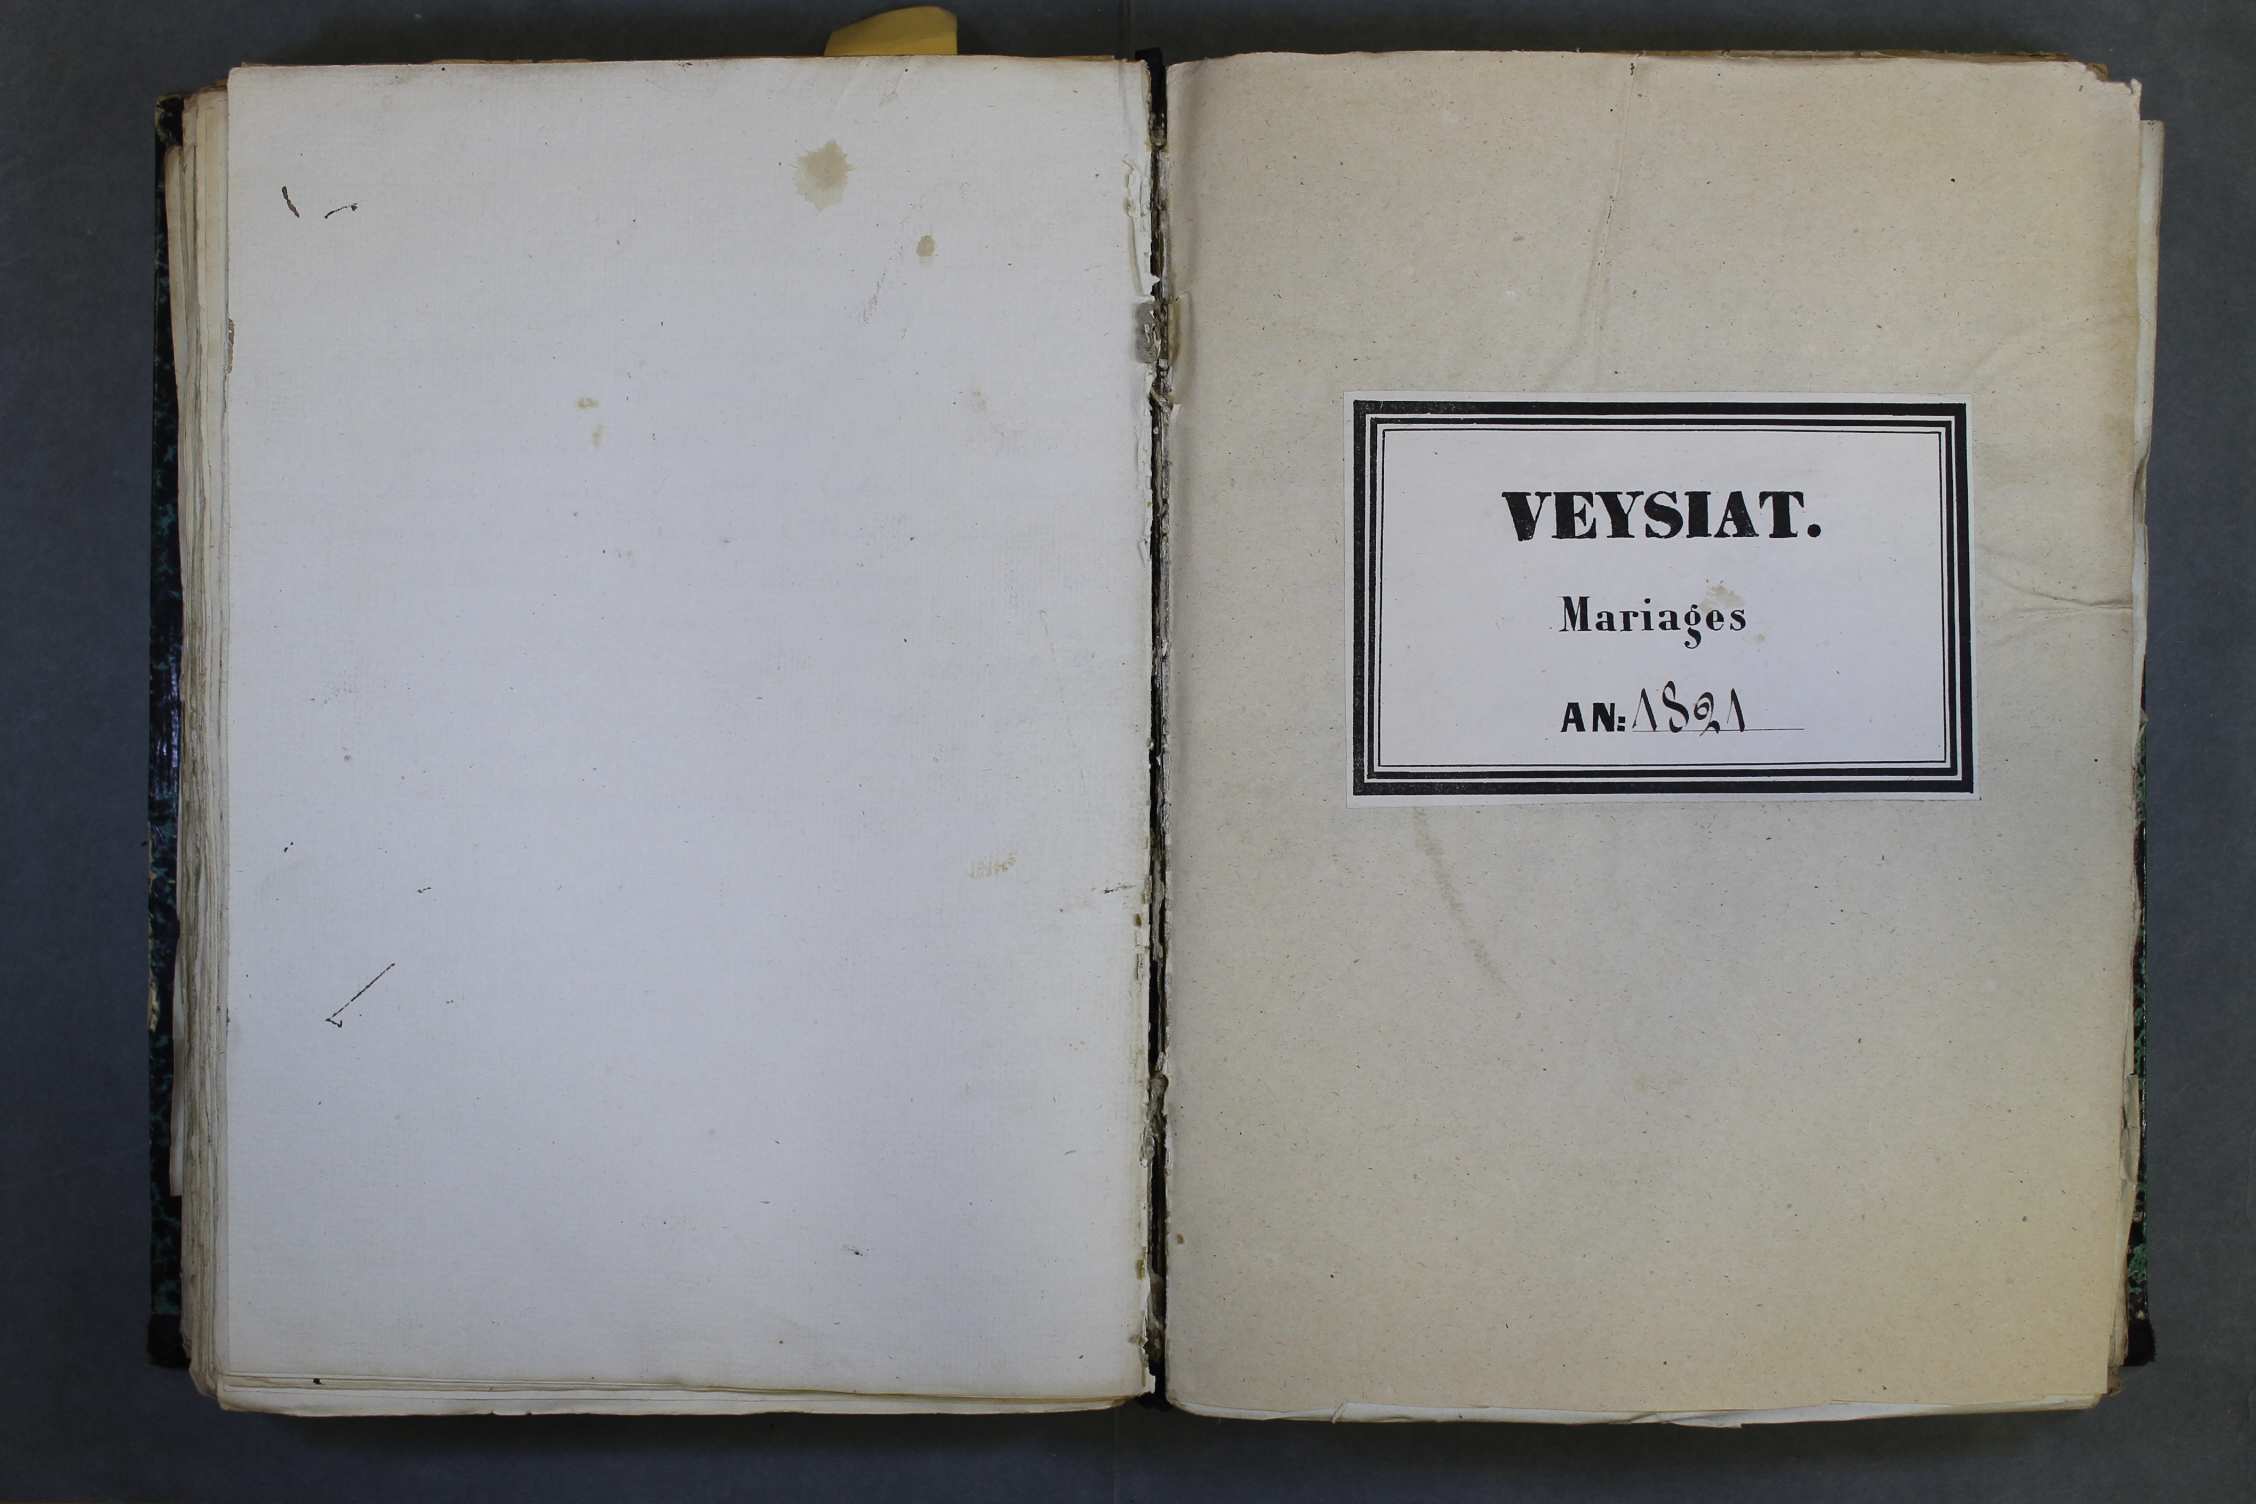 VEYSIAT.
Mariages
AN: 1821